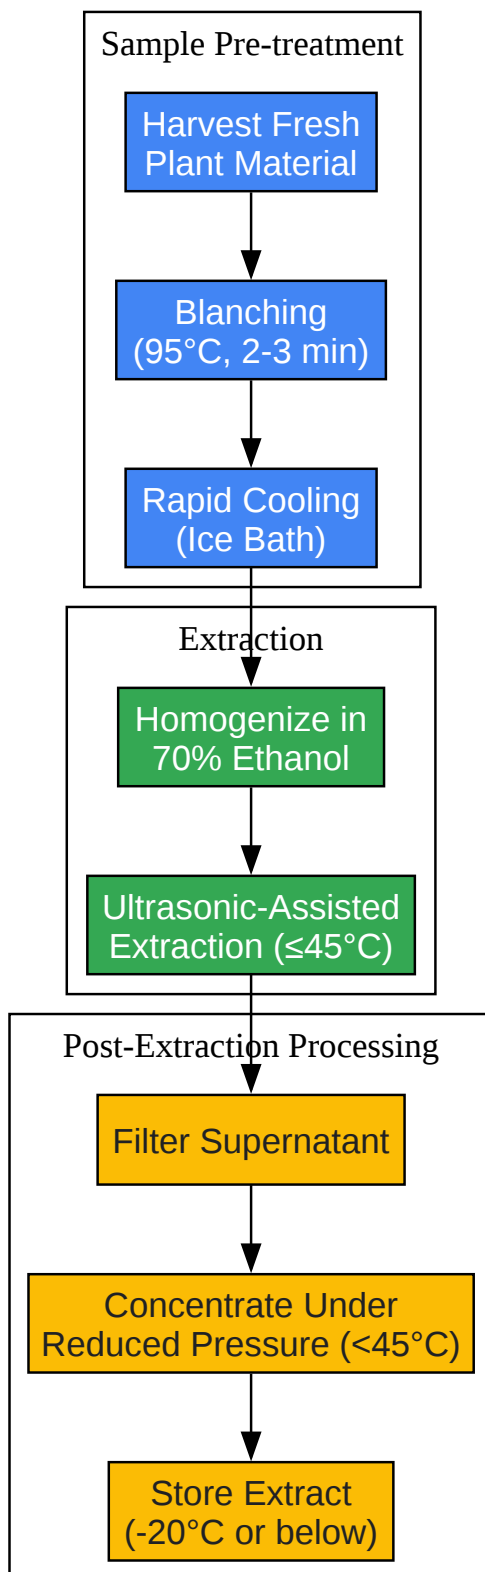 Sample Pre-treatment
Harvest Fresh
Plant Material
Blanching
(95°C, 2-3 min)
Rapid Cooling
(Ice Bath)
Extraction
Homogenize in
70% Ethanol
Ultrasonic-Assisted
Extraction (≤45°C)
Post-Extraction Processing
Filter Supernatant
Concentrate Under
Reduced Pressure (<45°C)
Store Extract
(-20°C or below)